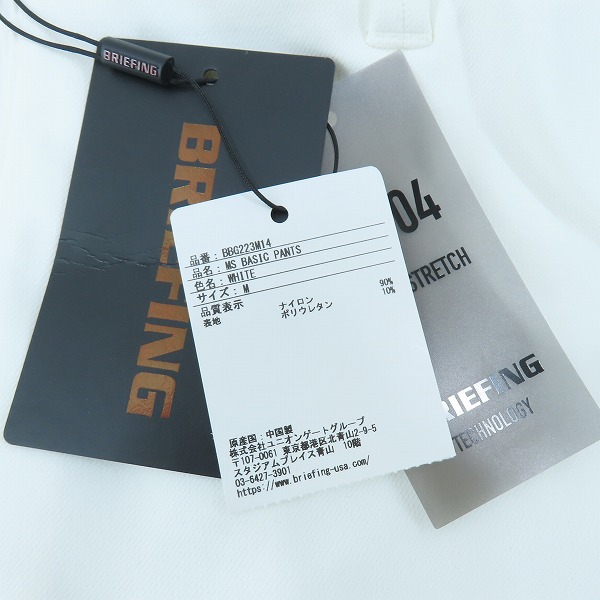 BRIEFING
BRIEFING
04
STRETCH
BRIEFING
TECHNOLOGY
品番 : BBG223M14
品名 : MS BASIC PANTS
色名 : WHITE
サイズ : M
品質表示
表地 ナイロン 90%
ポリウレタン 10%
原産国 : 中国製
株式会社ユニオンゲートグループ
〒107-0061 東京都港区北青山2-9-5
スタジアムプレイス青山 10階
03-6427-3901
https://www.briefing-usa.com/